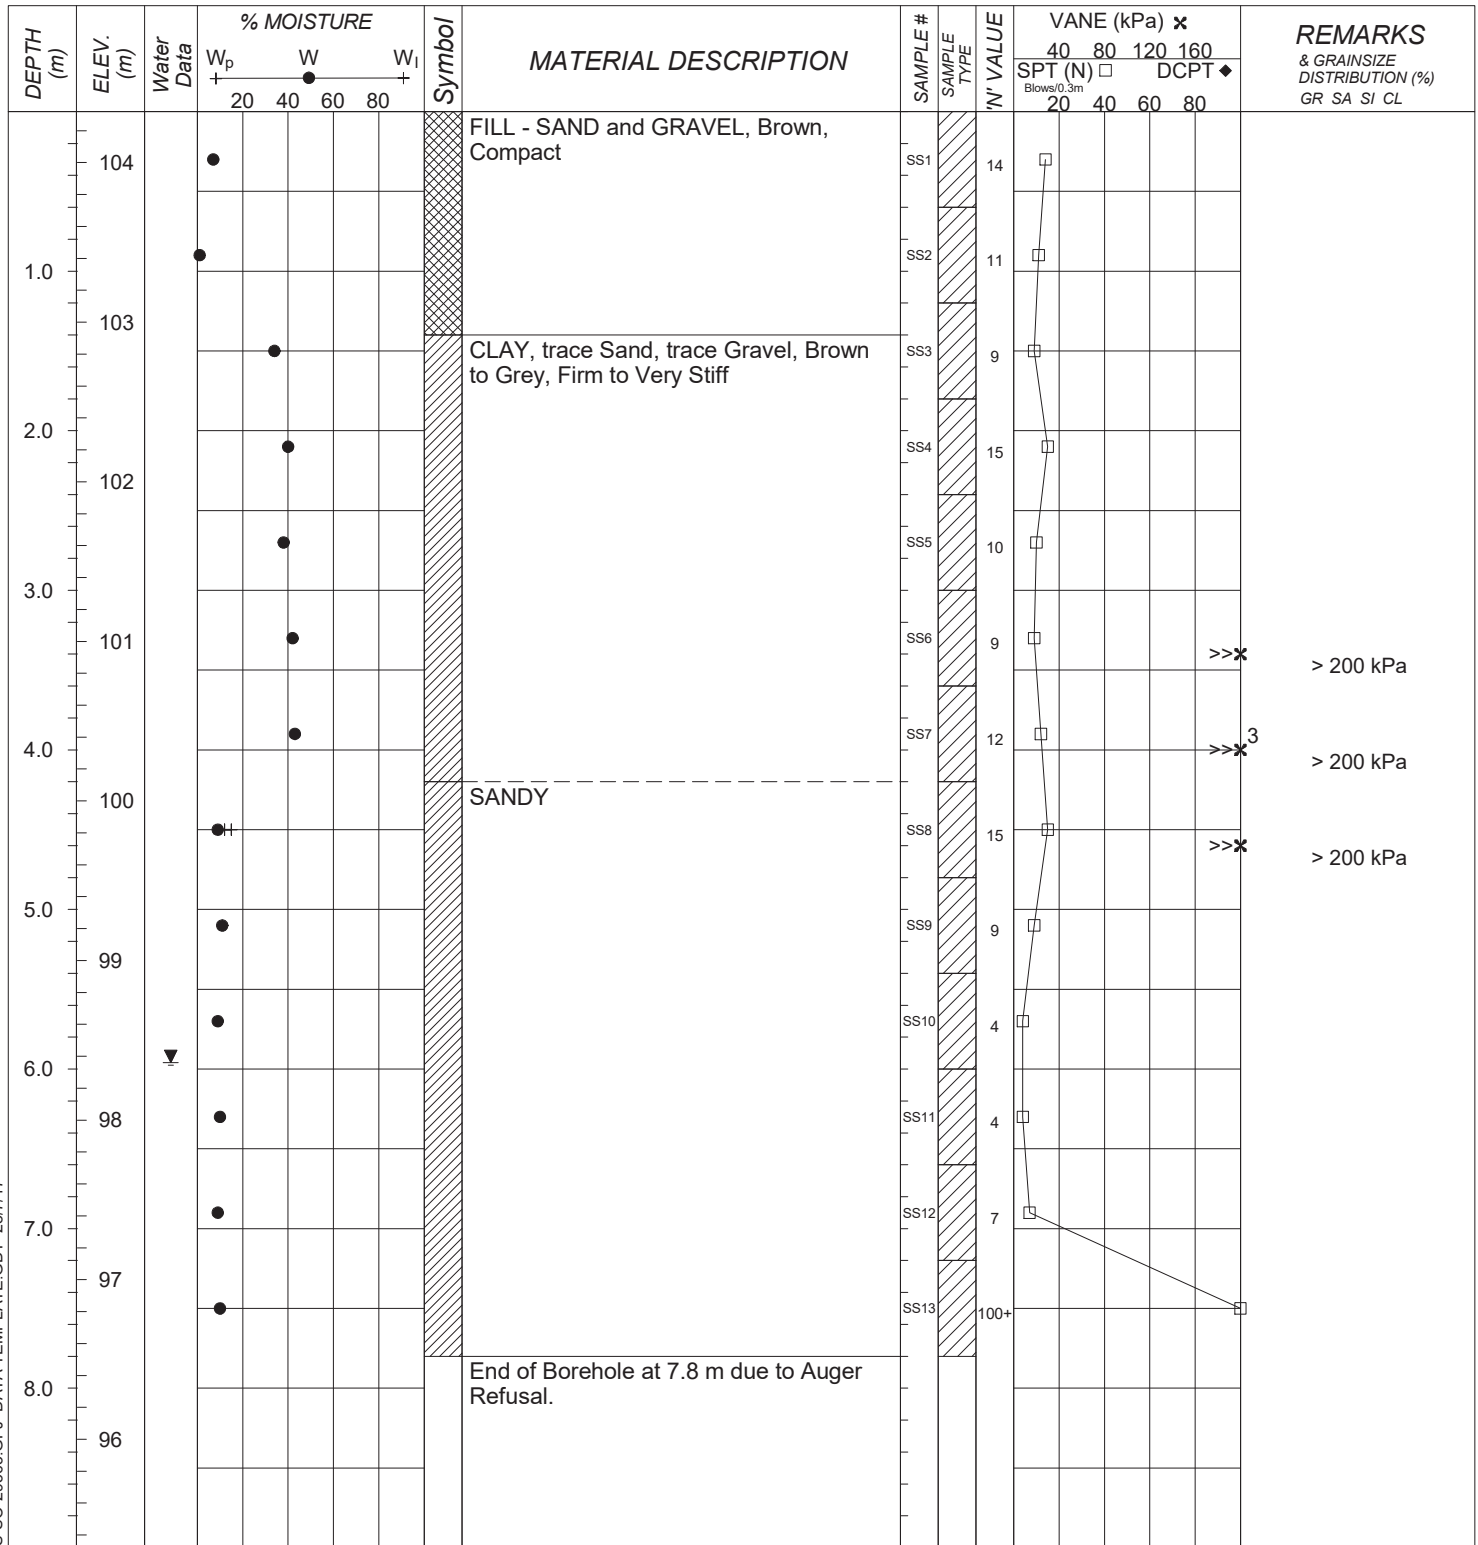 DEPTH (m)
ELEV. (m)
Water Data
% MOISTURE
Wp W Wl
20 40 60 80
Symbol
MATERIAL DESCRIPTION
SAMPLE #
SAMPLE TYPE
'N' VALUE
VANE (kPa)
40 80 120 160
SPT (N) DCPT
Blows/0.3m
20 40 60 80
REMARKS
& GRAINSIZE
DISTRIBUTION (%)
GR SA SI CL
FILL - SAND and GRAVEL, Brown,
Compact
104 SS1 14
SS2 11
1.0
103
CLAY, trace Sand, trace Gravel, Brown
to Grey, Firm to Very Stiff
SS3 9
2.0
SS4 15
102
SS5 10
3.0
101 SS6 9
>> > 200 kPa
SS7 12
3
4.0 >> > 200 kPa
SANDY
100
SS8 15
>> > 200 kPa
5.0
SS9 9
99
SS10 4
6.0
98 SS11 4
SS12 7
7.0
97
SS13 100+
End of Borehole at 7.8 m due to Auger
Refusal.
8.0
96